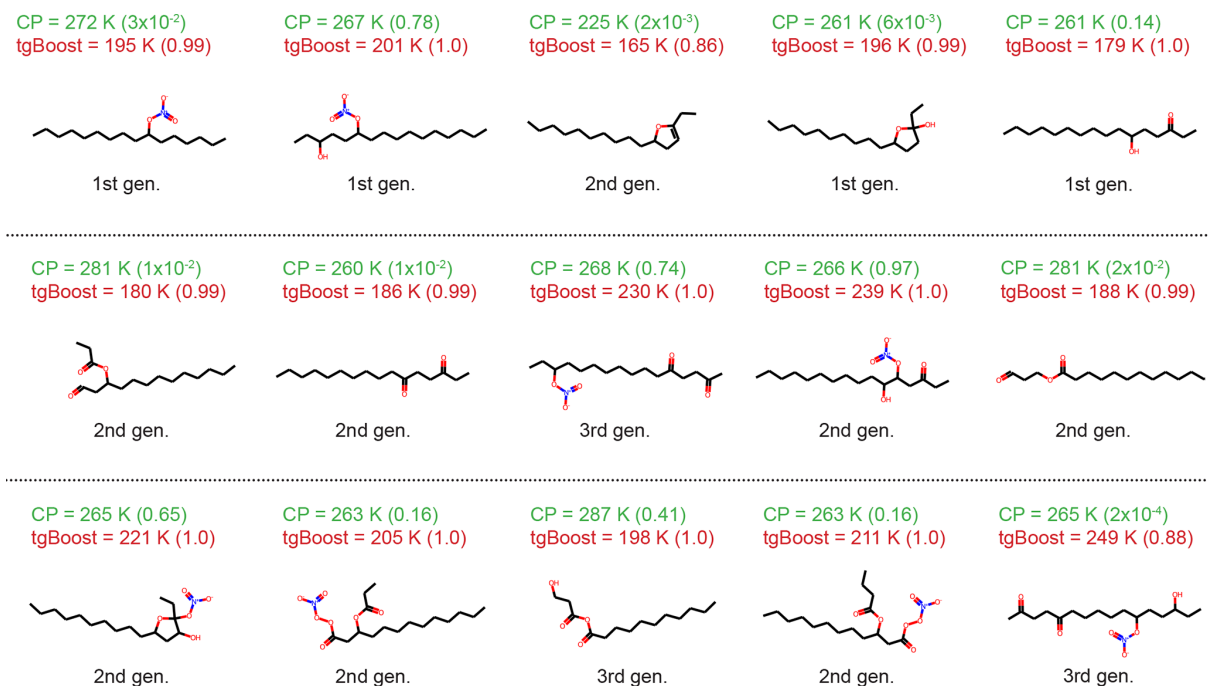 CP = 272 K (3x10⁻²) CP = 267 K (0.78) CP = 225 K (2x10⁻³) CP = 261 K (6x10⁻³) CP = 261 K (0.14)
tgBoost = 195 K (0.99) tgBoost = 201 K (1.0) tgBoost = 165 K (0.86) tgBoost = 196 K (0.99) tgBoost = 179 K (1.0)
O⁻ N⁺ O O
O⁻ N⁺ O O OH
O
O OH
O OH
1st gen. 1st gen. 2nd gen. 1st gen. 1st gen.
CP = 281 K (1x10⁻²) CP = 260 K (1x10⁻²) CP = 268 K (0.74) CP = 266 K (0.97) CP = 281 K (2x10⁻²)
tgBoost = 180 K (0.99) tgBoost = 186 K (0.99) tgBoost = 230 K (1.0) tgBoost = 239 K (1.0) tgBoost = 188 K (0.99)
O O O
O O
O O O N⁺ O O⁻
O⁻ N⁺ O O O OH
O O O
2nd gen. 2nd gen. 3rd gen. 2nd gen. 2nd gen.
CP = 265 K (0.65) CP = 263 K (0.16) CP = 287 K (0.41) CP = 263 K (0.16) CP = 265 K (2x10⁻⁴)
tgBoost = 221 K (1.0) tgBoost = 205 K (1.0) tgBoost = 198 K (1.0) tgBoost = 211 K (1.0) tgBoost = 249 K (0.88)
O N⁺ O⁻ O O OH
O N⁺ O⁻ O O O O O
OH O O O
O O O O O N⁺ O O⁻
O O O N⁺ O O⁻ OH
2nd gen. 2nd gen. 3rd gen. 2nd gen. 3rd gen.